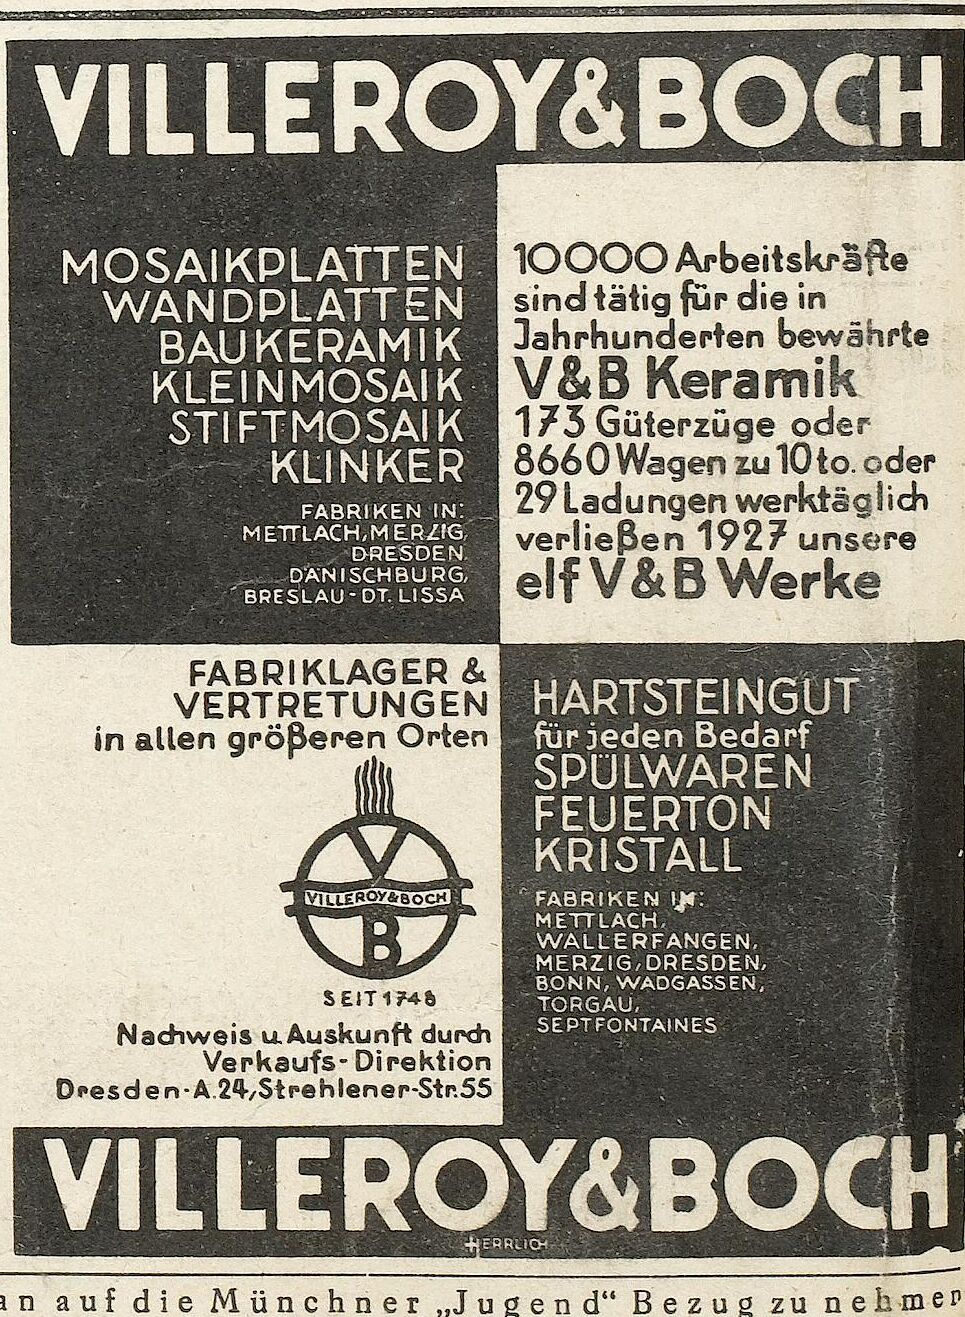 VILLEROY&BOCH
MOSAIKPLATTEN
WANDPLATTEN
BAUKERAMIK
KLEINMOSAIK
STIFTMOSAIK
KLINKER
FABRIKEN IN:
METTLACH, MERZIG,
DRESDEN,
DÄNISCHBURG,
BRESLAU-DT. LISSA
10000 Arbeitskräfte
sind tätig für die in
Jahrhunderten bewährte
V&B Keramik
173 Güterzüge oder
8660 Wagen zu 10 to. oder
29 Ladungen werktäglich
verließen 1927 unsere
elf V&B Werke
FABRIKLAGER &
VERTRETUNGEN
in allen größeren Orten
V
VILLEROY&BOCH
B
SEIT 1748
Nachweis u. Auskunft durch
Verkaufs-Direktion
Dresden-A.24, Strehlener-Str.55
HARTSTEINGUT
für jeden Bedarf
SPÜLWAREN
FEUERTON
KRISTALL
FABRIKEN IN:
METTLACH,
WALLERFANGEN,
MERZIG, DRESDEN,
BONN, WADGASSEN,
TORGAU,
SEPTFONTAINES
VILLEROY&BOCH
HERRLICH
an auf die Münchner „Jugend“ Bezug zu nehmen